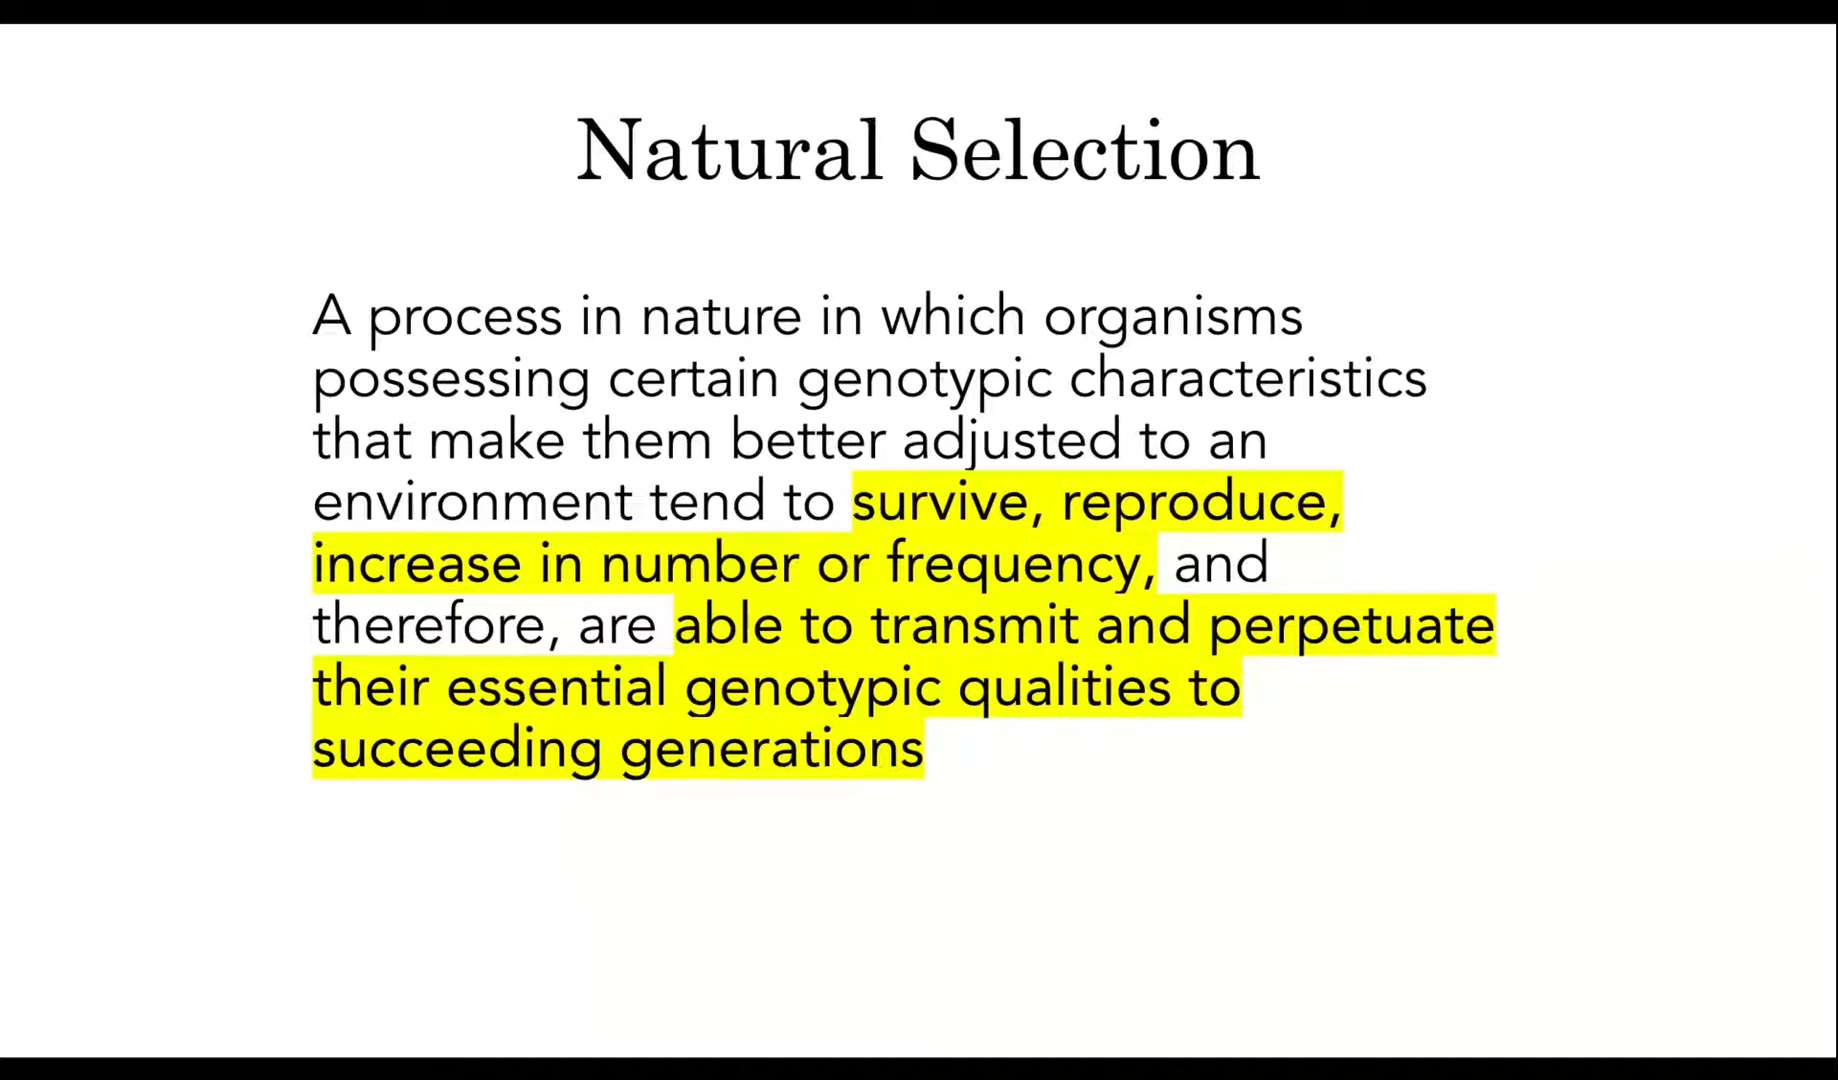 Natural Selection
A process in nature in which organisms
possessing certain genotypic characteristics
that make them better adjusted to an
environment tend to survive, reproduce,
increase in number or frequency, and
therefore, are able to transmit and perpetuate
their essential genotypic qualities to
succeeding generations